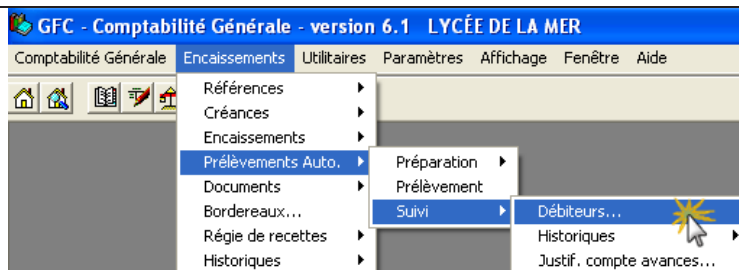 GFC - Comptabilité Générale - version 6.1 LYCÉE DE LA MER
Comptabilité Générale Encaissements Utilitaires Paramètres Affichage Fenêtre Aide
Références
Créances
Encaissements
Prélèvements Auto. Préparation
Documents Prélèvement
Bordereaux... Suivi Débiteurs...
Régie de recettes Historiques
Historiques Justif. compte avances...